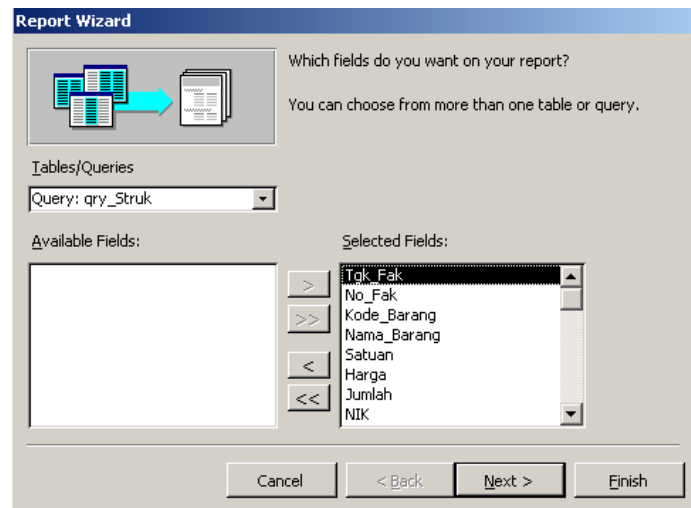 Report Wizard
Which fields do you want on your report?
You can choose from more than one table or query.
Tables/Queries
Query: qry_Struk
Available Fields:
Selected Fields:
Tgk_Fak
No_Fak
Kode_Barang
Nama_Barang
Satuan
Harga
Jumlah
NIK
>
>>
<
<<
Cancel
< Back
Next >
Finish